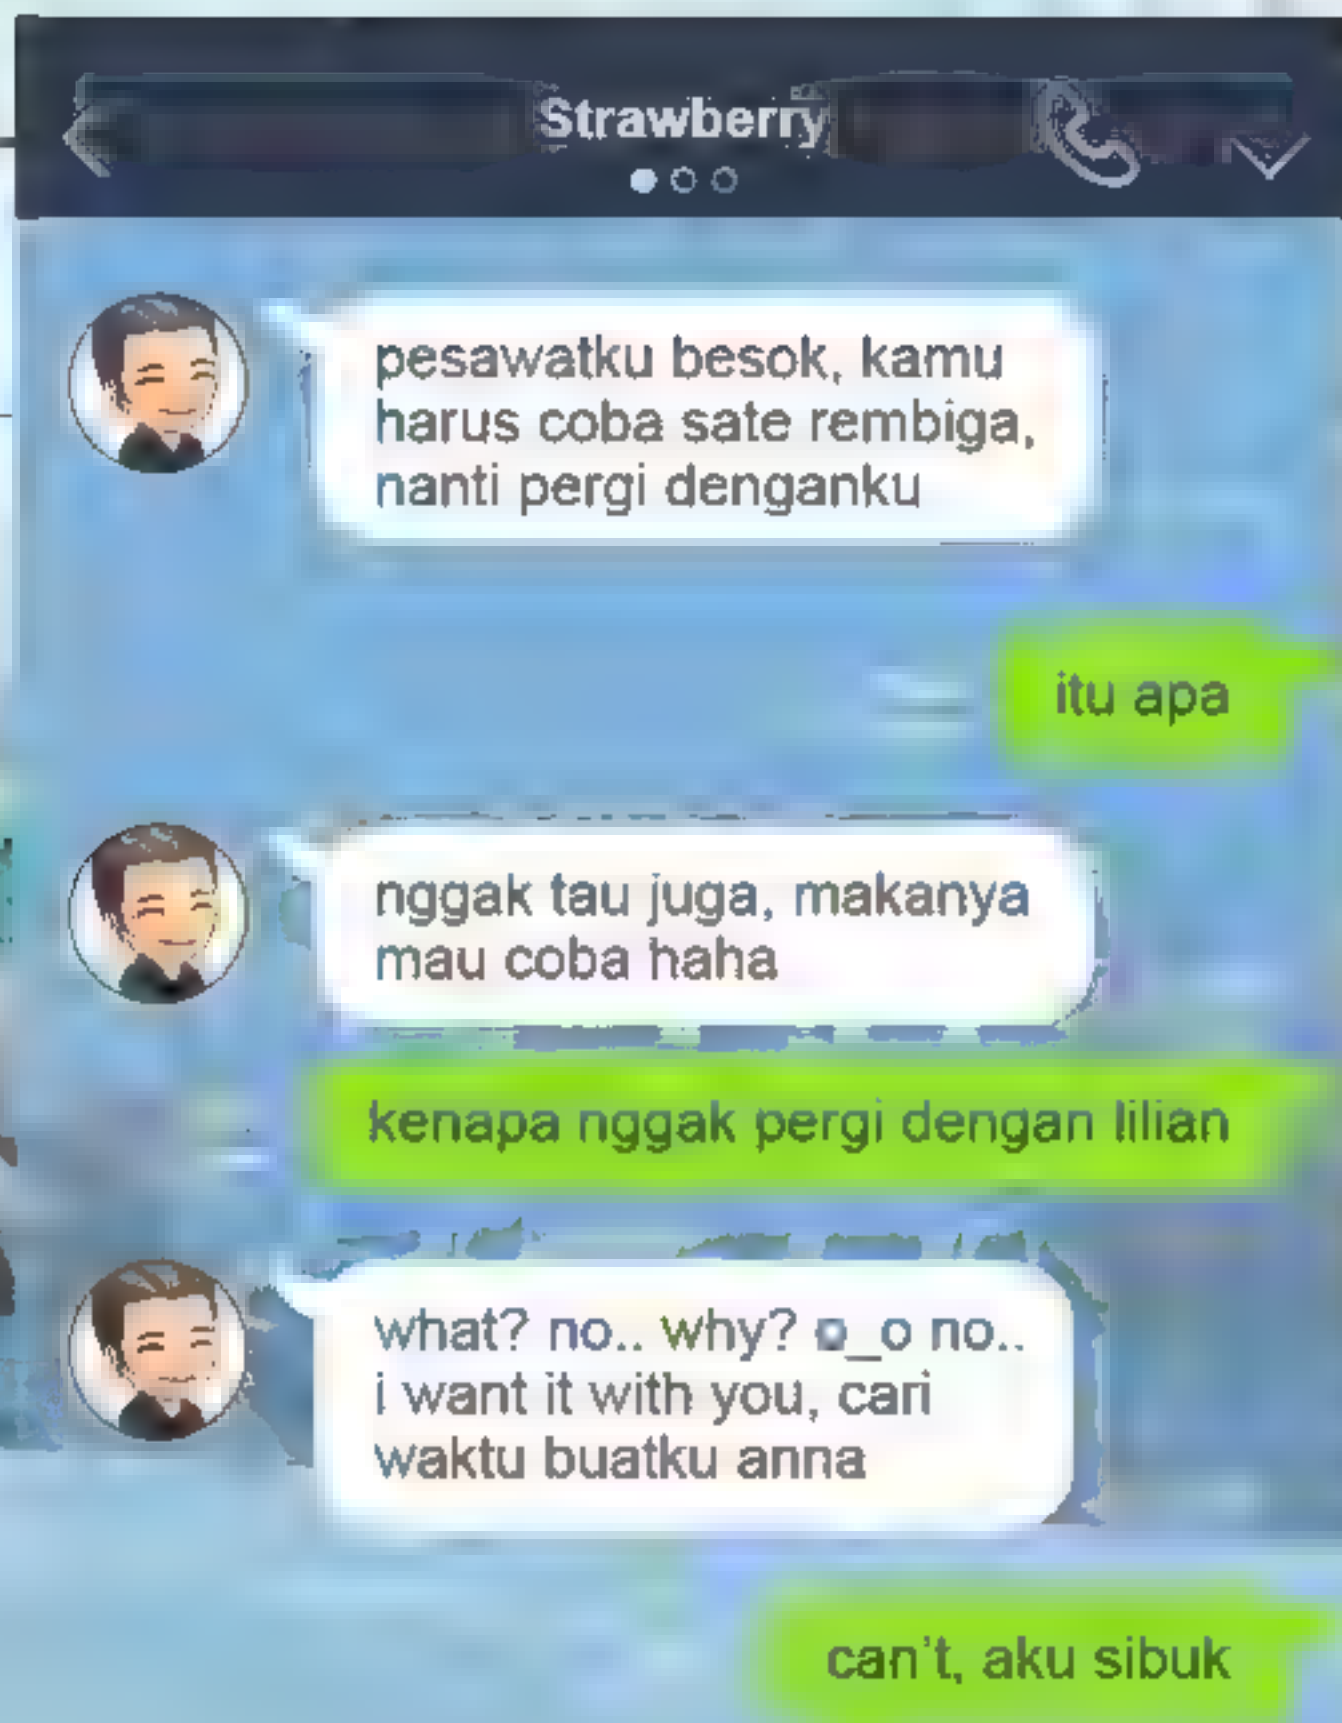 Strawberry
pesawatku besok, kamu
harus coba sate rembiga,
nanti pergi denganku
itu apa
nggak tau juga, makanya
mau coba haha
kenapa nggak pergi dengan lilian
what? no.. why? o_o no..
i want it with you, cari
waktu buatku anna
can't, aku sibuk